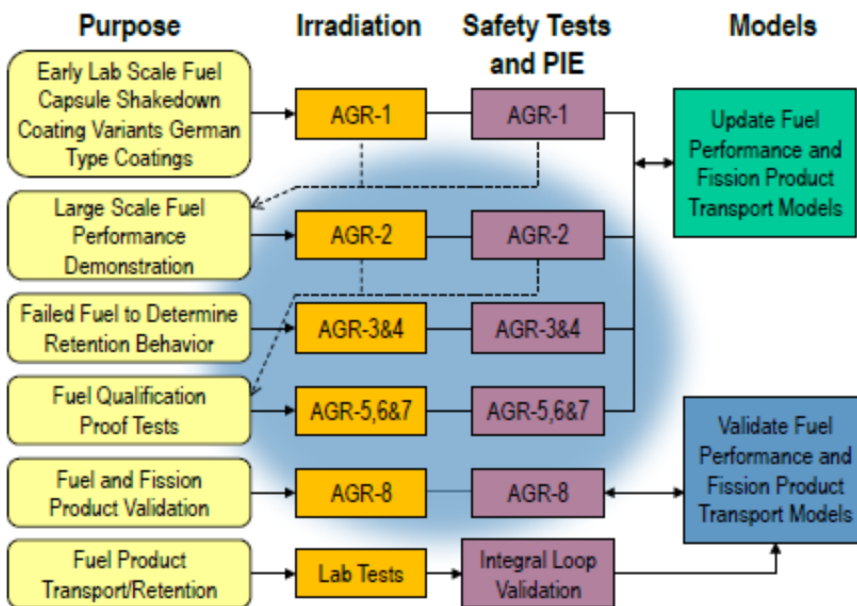 Purpose
Irradiation
Safety Tests
and PIE
Models
Early Lab Scale Fuel
Capsule Shakedown
Coating Variants German
Type Coatings
AGR-1
AGR-1
Update Fuel
Performance and
Fission Product
Transport Models
Large Scale Fuel
Performance
Demonstration
AGR-2
AGR-2
Failed Fuel to Determine
Retention Behavior
AGR-3&4
AGR-3&4
Fuel Qualification
Proof Tests
AGR-5,6&7
AGR-5,6&7
Validate Fuel
Performance and
Fission Product
Transport Models
Fuel and Fission
Product Validation
AGR-8
AGR-8
Fuel Product
Transport/Retention
Lab Tests
Integral Loop
Validation